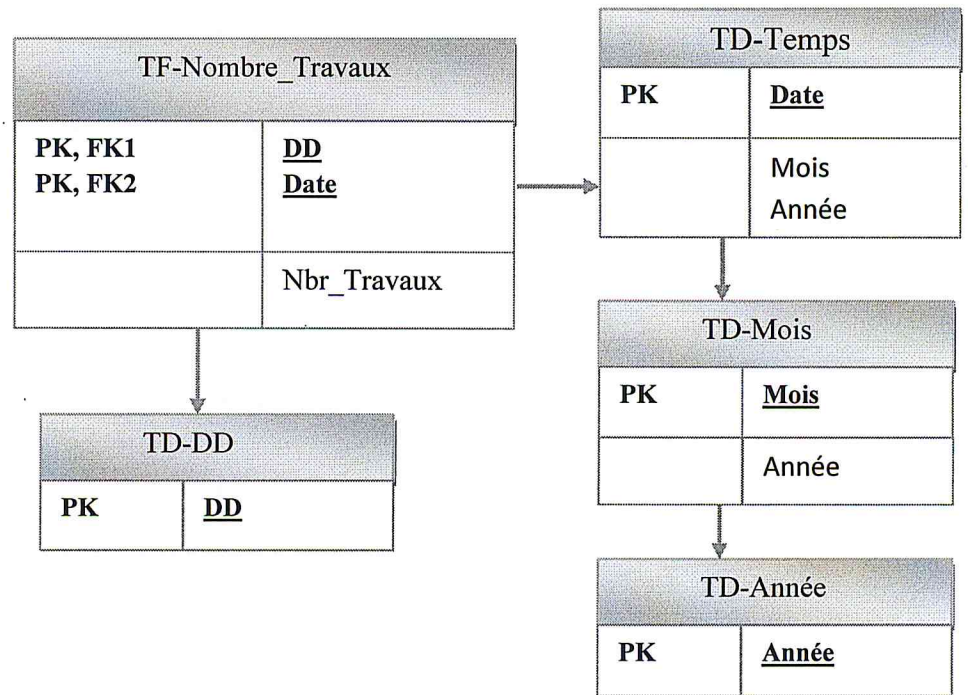 TF-Nombre_Travaux
PK, FK1 DD
PK, FK2 Date
Nbr_Travaux
TD-DD
PK DD
TD-Temps
PK Date
Mois
Année
TD-Mois
PK Mois
Année
TD-Année
PK Année